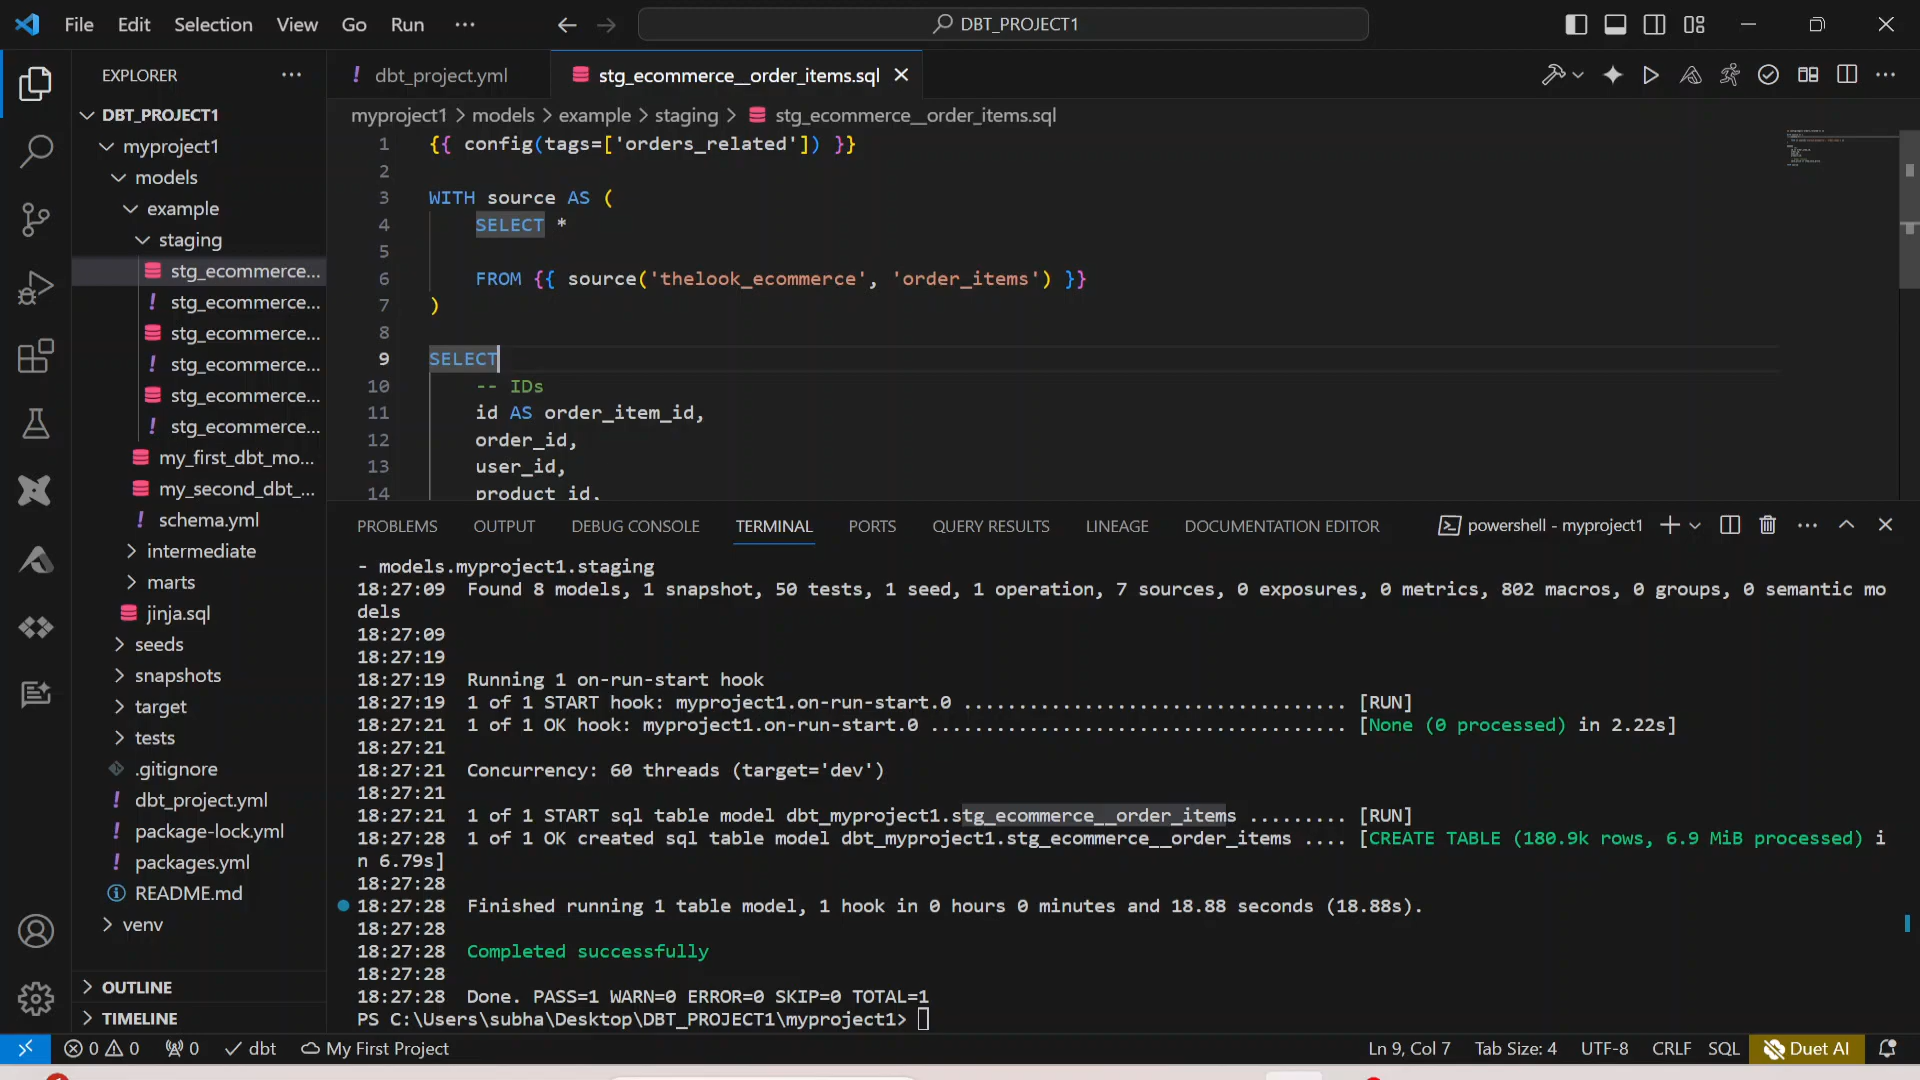 File Edit Selection View Go Run ··· DBT_PROJECT1
EXPLORER ···
DBT_PROJECT1
myproject1
models
example
staging
stg_ecommerce...
stg_ecommerce...
stg_ecommerce...
stg_ecommerce...
stg_ecommerce...
stg_ecommerce...
my_first_dbt_mo...
my_second_dbt_...
schema.yml
intermediate
marts
jinja.sql
seeds
snapshots
target
tests
.gitignore
dbt_project.yml
package-lock.yml
packages.yml
README.md
venv
OUTLINE
TIMELINE
dbt_project.yml stg_ecommerce__order_items.sql
myproject1 > models > example > staging > stg_ecommerce__order_items.sql
1 {{ config(tags=['orders_related']) }}
2
3 WITH source AS (
4 SELECT *
5
6 FROM {{ source('thelook_ecommerce', 'order_items') }}
7 )
8
9 SELECT
10 -- IDs
11 id AS order_item_id,
12 order_id,
13 user_id,
14 product_id,
PROBLEMS OUTPUT DEBUG CONSOLE TERMINAL PORTS QUERY RESULTS LINEAGE DOCUMENTATION EDITOR powershell - myproject1
- models.myproject1.staging
18:27:09 Found 8 models, 1 snapshot, 50 tests, 1 seed, 1 operation, 7 sources, 0 exposures, 0 metrics, 802 macros, 0 groups, 0 semantic mo
dels
18:27:09
18:27:19
18:27:19 Running 1 on-run-start hook
18:27:19 1 of 1 START hook: myproject1.on-run-start.0 .................................... [RUN]
18:27:21 1 of 1 OK hook: myproject1.on-run-start.0 ...................................... [None (0 processed) in 2.22s]
18:27:21
18:27:21 Concurrency: 60 threads (target='dev')
18:27:21
18:27:21 1 of 1 START sql table model dbt_myproject1.stg_ecommerce__order_items ......... [RUN]
18:27:28 1 of 1 OK created sql table model dbt_myproject1.stg_ecommerce__order_items .... [CREATE TABLE (180.9k rows, 6.9 MiB processed) i
n 6.79s]
18:27:28
18:27:28 Finished running 1 table model, 1 hook in 0 hours 0 minutes and 18.88 seconds (18.88s).
18:27:28
18:27:28 Completed successfully
18:27:28
18:27:28 Done. PASS=1 WARN=0 ERROR=0 SKIP=0 TOTAL=1
PS C:\Users\subha\Desktop\DBT_PROJECT1\myproject1>
0 0 0 dbt My First Project Ln 9, Col 7 Tab Size: 4 UTF-8 CRLF SQL Duet AI